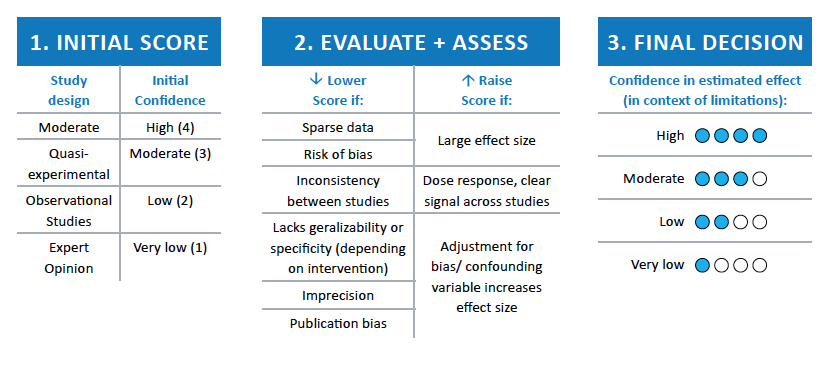 1. INITIAL SCORE
Study
design
Initial
Confidence
Moderate
High (4)
Quasi-
experimental
Moderate (3)
Observational
Studies
Low (2)
Expert
Opinion
Very low (1)
2. EVALUATE + ASSESS
↓ Lower
Score if:
↑ Raise
Score if:
Sparse data
Risk of bias
Large effect size
Inconsistency
between studies
Dose response, clear
signal across studies
Lacks geralizability or
specificity (depending
on intervention)
Imprecision
Publication bias
Adjustment for
bias/ confounding
variable increases
effect size
3. FINAL DECISION
Confidence in estimated effect
(in context of limitations):
High
Moderate
Low
Very low